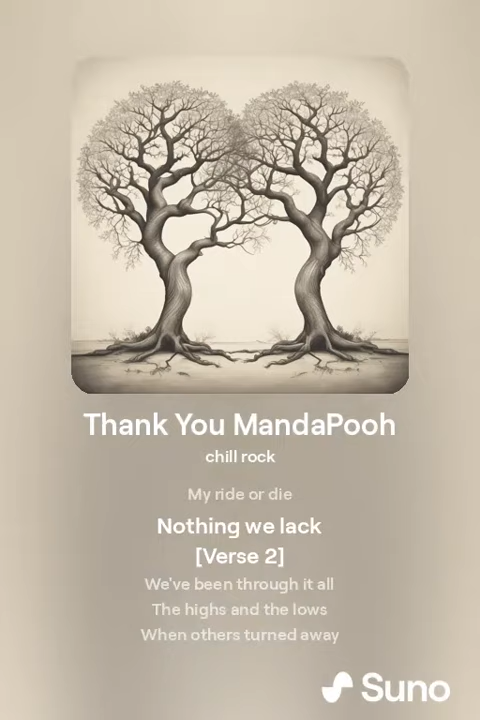 Thank You MandaPooh
chill rock
My ride or die
Nothing we lack
[Verse 2]
We've been through it all
The highs and the lows
When others turned away
Suno